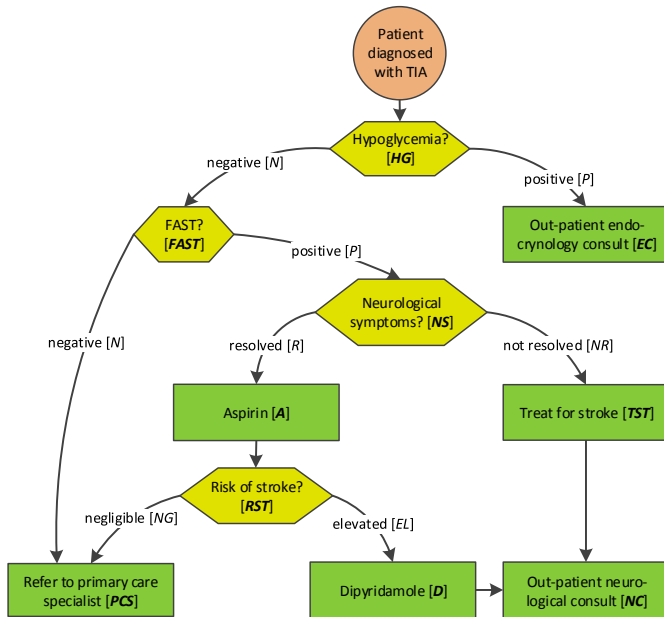 Patient
diagnosed
with TIA
Hypoglycemia?
[HG]
negative [N]
positive [P]
FAST?
[FAST]
Out-patient endo-
crynology consult [EC]
positive [P]
Neurological
symptoms? [NS]
negative [N]
resolved [R]
not resolved [NR]
Aspirin [A]
Treat for stroke [TST]
Risk of stroke?
[RST]
negligible [NG]
elevated [EL]
Refer to primary care
specialist [PCS]
Dipyridamole [D]
Out-patient neuro-
logical consult [NC]